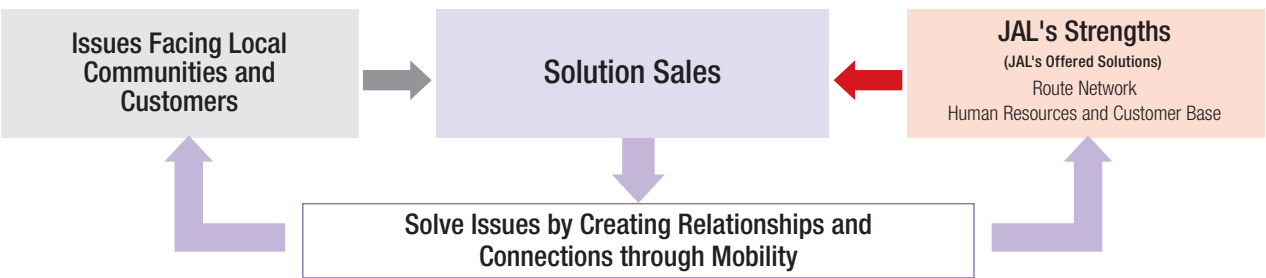 Issues Facing Local
Communities and
Customers
Solution Sales
JAL's Strengths
(JAL's Offered Solutions)
Route Network
Human Resources and Customer Base
Solve Issues by Creating Relationships and
Connections through Mobility